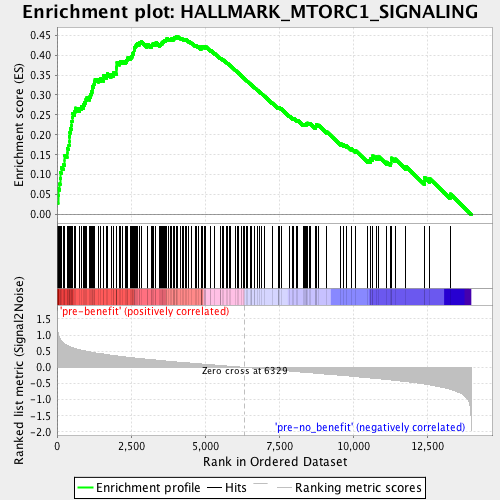 Enrichment plot: HALLMARK_MTORC1_SIGNALING
Enrichment score (ES)
0.45
0.40
0.35
0.30
0.25
0.20
0.15
0.10
0.05
0.00
'pre-benefit' (positively correlated)
Ranked list metric (Signal2Noise)
1.5
1.0
0.5
0.0
-0.5
-1.0
-1.5
-2.0
Zero cross at 6329
'pre-no_benefit' (negatively correlated)
0
2,500
5,000
7,500
10,000
12,500
Rank in Ordered Dataset
Enrichment profile
Hits
Ranking metric scores